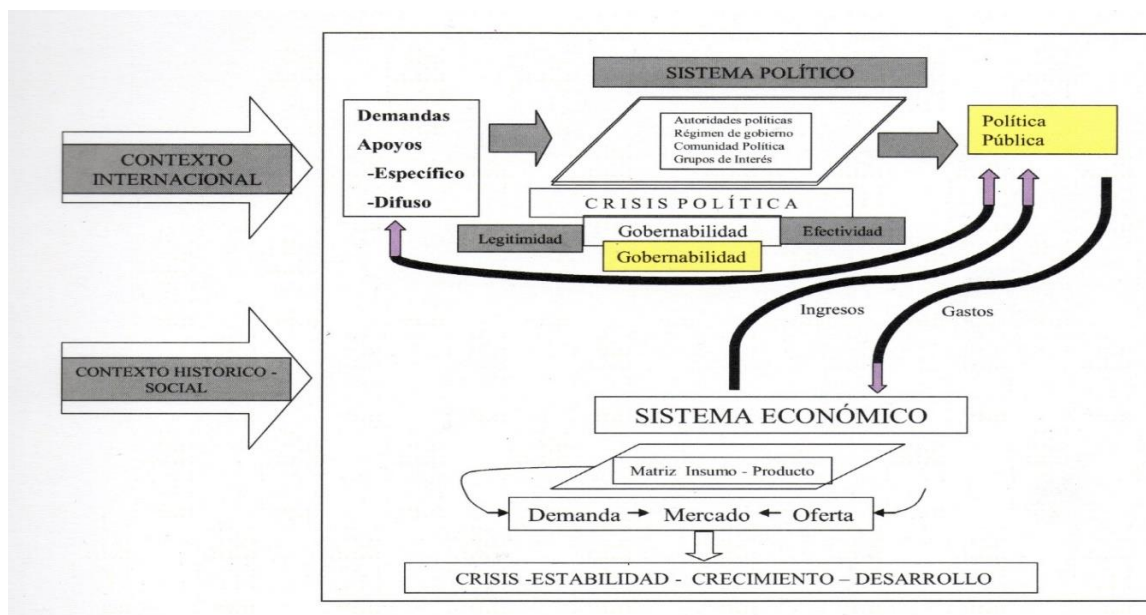 SISTEMA POLÍTICO
CONTEXTO
INTERNACIONAL
Demandas
Apoyos
-Específico
-Difuso
Autoridades políticas
Régimen de gobierno
Comunidad Política
Grupos de Interés
Política
Pública
CRISIS POLÍTICA
Legitimidad
Gobernabilidad
Efectividad
Gobernabilidad
Ingresos
Gastos
CONTEXTO HISTORICO -
SOCIAL
SISTEMA ECONÓMICO
Matriz Insumo - Producto
Demanda Mercado Oferta
CRISIS -ESTABILIDAD - CRECIMIENTO – DESARROLLO